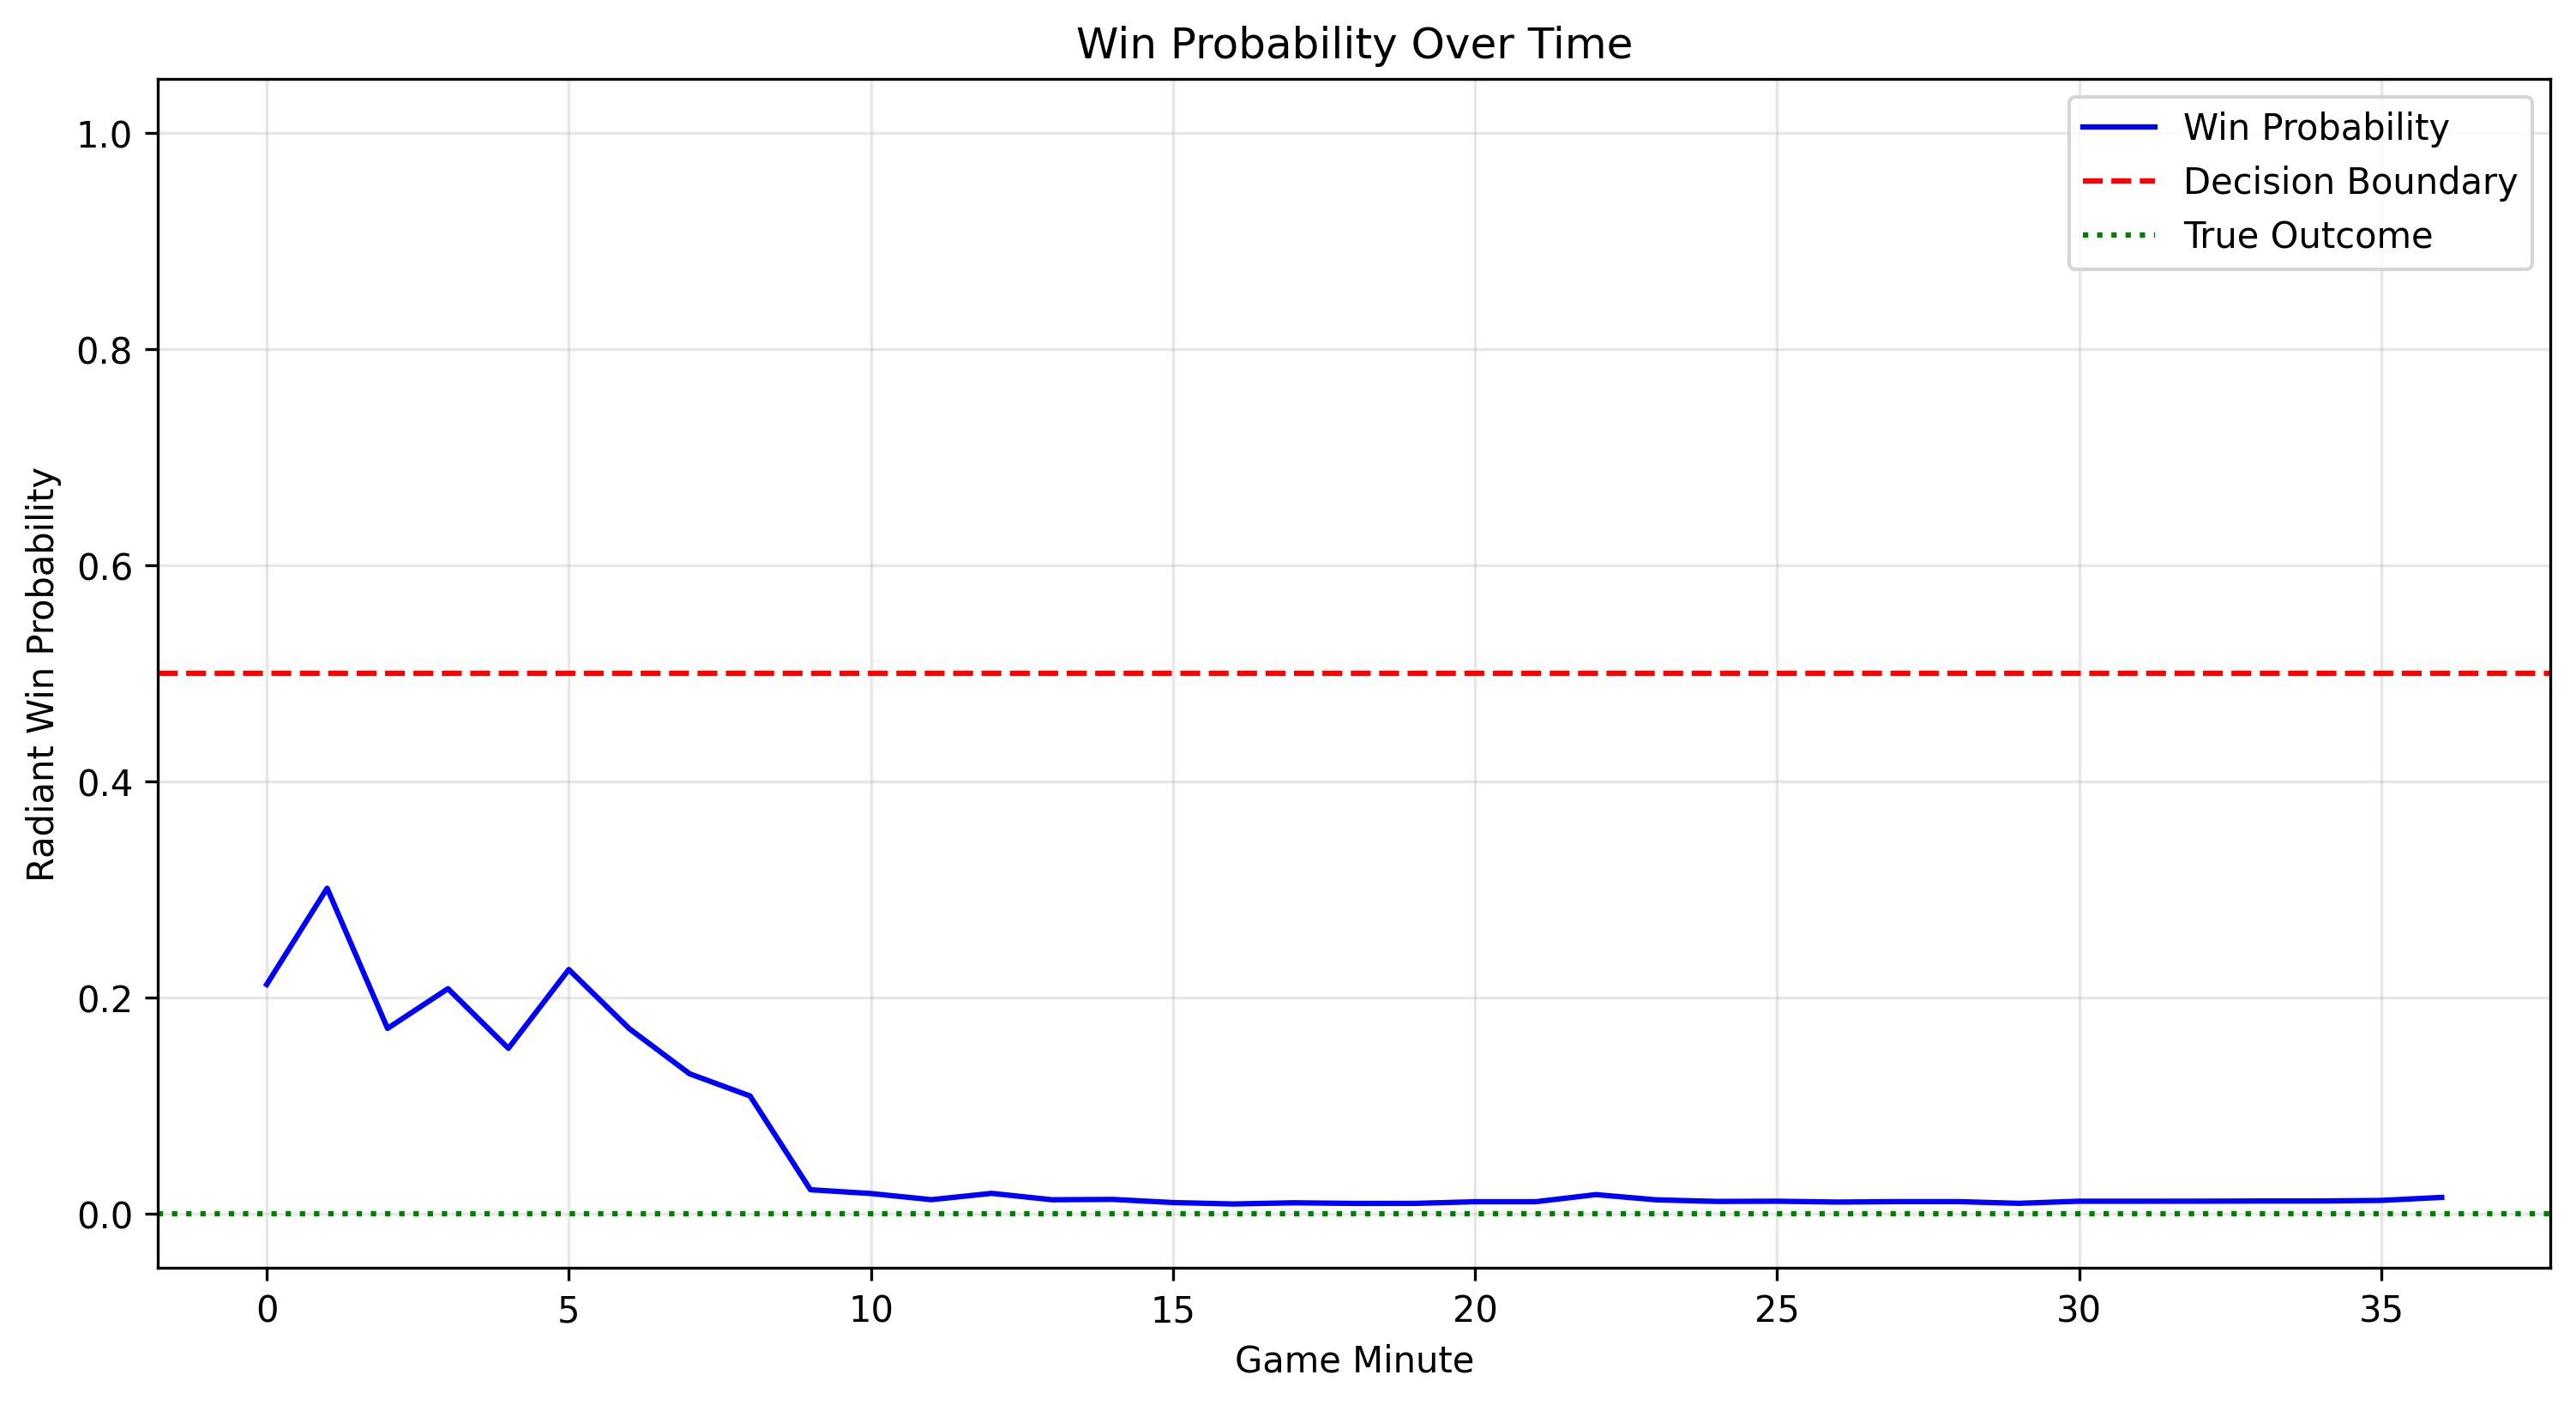 Win Probability Over Time
Win Probability
Decision Boundary
True Outcome
1.0
0.8
0.6
0.4
0.2
0.0
Radiant Win Probability
0 5 10 15 20 25 30 35
Game Minute